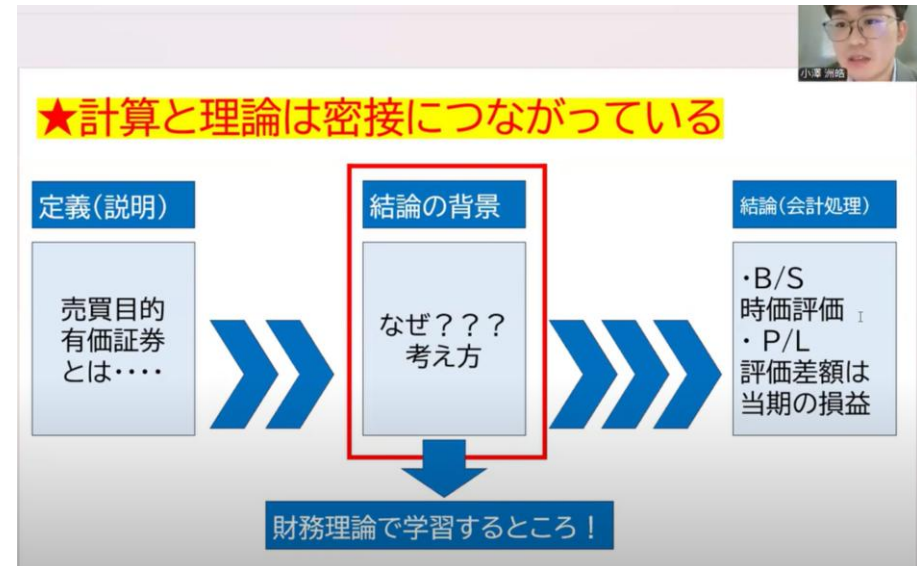 小澤 洲皓
★計算と理論は密接につながっている
定義(説明)
売買目的
有価証券
とは・・・・
結論の背景
なぜ？？？
考え方
結論(会計処理)
・B/S
時価評価
・ P/L
評価差額は
当期の損益
財務理論で学習するところ！